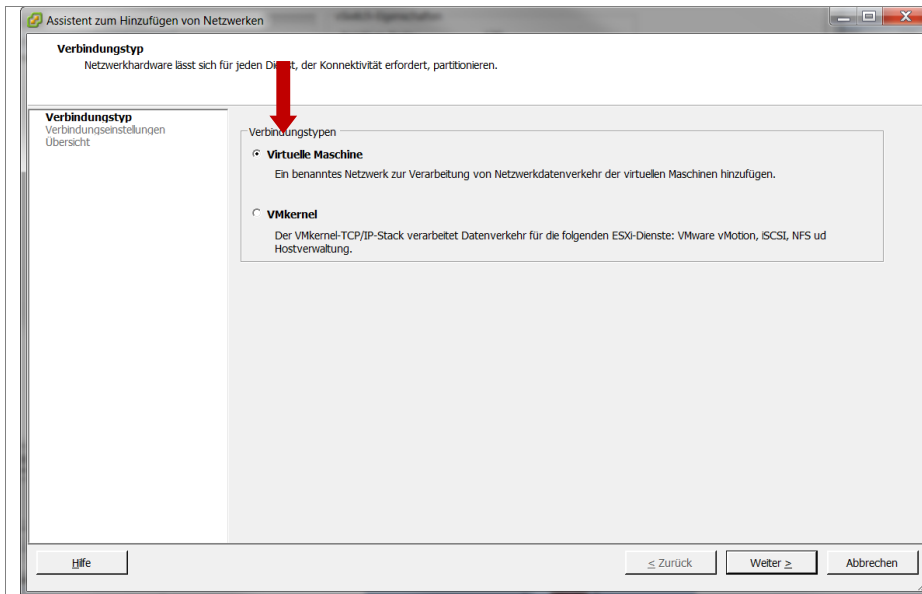 Assistent zum Hinzufügen von Netzwerken
Verbindungstyp
Netzwerkhardware lässt sich für jeden Dienst, der Konnektivität erfordert, partitionieren.
Verbindungstyp
Verbindungseinstellungen
Übersicht
Verbindungstypen
Virtuelle Maschine
Ein benanntes Netzwerk zur Verarbeitung von Netzwerkdatenverkehr der virtuellen Maschinen hinzufügen.
VMkernel
Der VMkernel-TCP/IP-Stack verarbeitet Datenverkehr für die folgenden ESXi-Dienste: VMware vMotion, iSCSI, NFS ud
Hostverwaltung.
Hilfe
≤ Zurück
Weiter ≥
Abbrechen